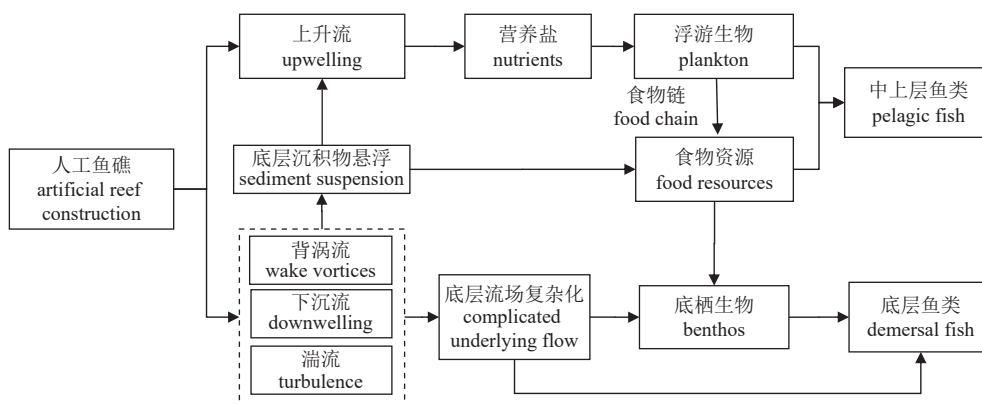 上升流
upwelling
营养盐
nutrients
浮游生物
plankton
食物链
food chain
中上层鱼类
pelagic fish
人工鱼礁
artificial reef
construction
底层沉积物悬浮
sediment suspension
食物资源
food resources
背涡流
wake vortices
下沉流
downwelling
湍流
turbulence
底层流场复杂化
complicated
underlying flow
底栖生物
benthos
底层鱼类
demersal fish